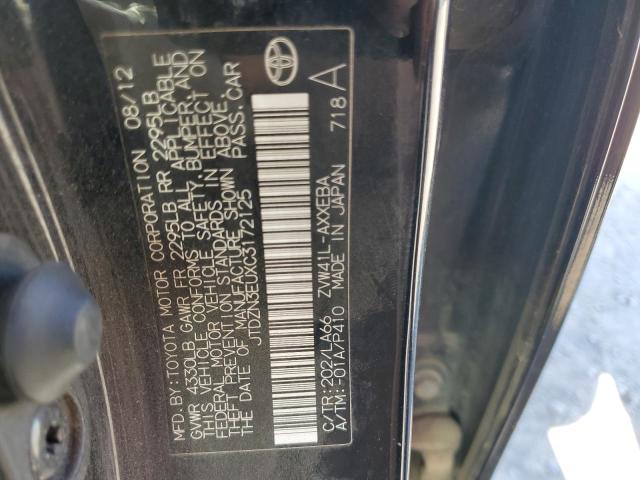 MFD.BY:TOYOTA MOTOR CORPORATION 08/12
GVWR 4330LB GAWR FR 2295LB RR 2295LB
THIS VEHICLE CONFORMS TO ALL APPLICABLE
FEDERAL MOTOR VEHICLE SAFETY, BUMPER, AND
THEFT PREVENTION STANDARDS IN EFFECT ON
THE DATE OF MANUFACTURE SHOWN ABOVE.
JTDZN3EUXC3172125 PASS. CAR
C/TR:202/LA66 ZVW41L-AXXEBA
A/TM:-01A/P410 MADE IN JAPAN 718 A